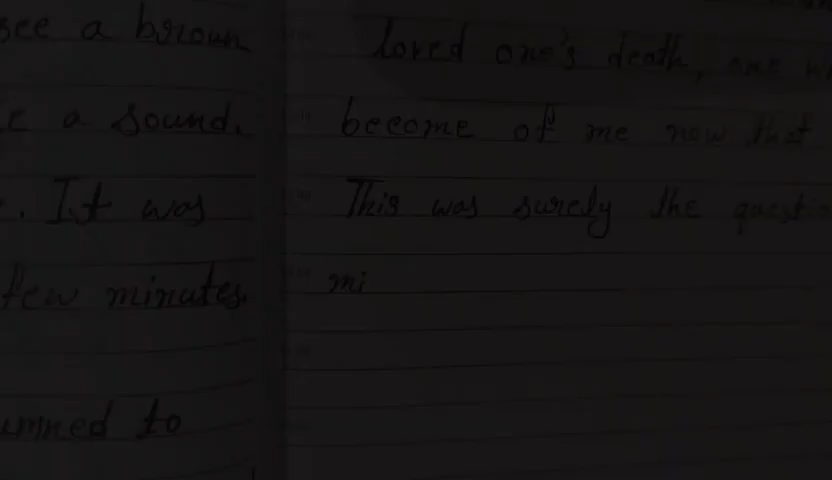 see a brown
a sound.
. It was
few minutes.
to
loved one's death, one
become of me now that
This was surely the
mi